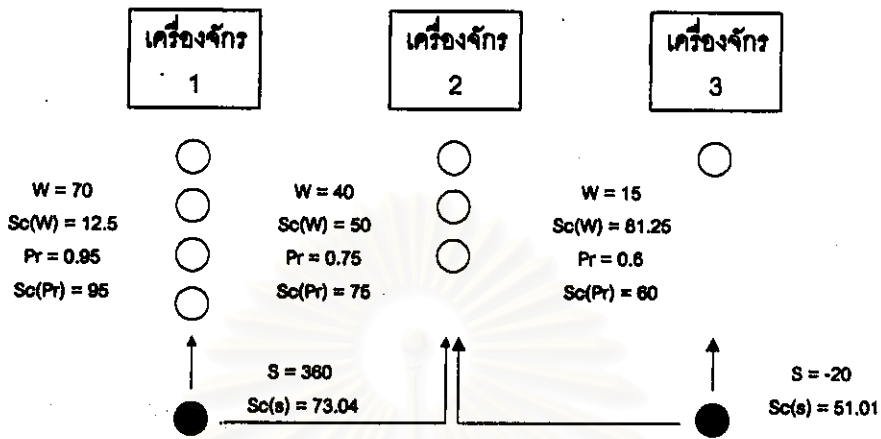 เครื่องจักร
1
เครื่องจักร
2
เครื่องจักร
3
W = 70
Sc(W) = 12.5
Pr = 0.95
Sc(Pr) = 95
W = 40
Sc(W) = 50
Pr = 0.75
Sc(Pr) = 75
W = 15
Sc(W) = 81.25
Pr = 0.6
Sc(Pr) = 60
S = 360
Sc(s) = 73.04
S = -20
Sc(s) = 51.01